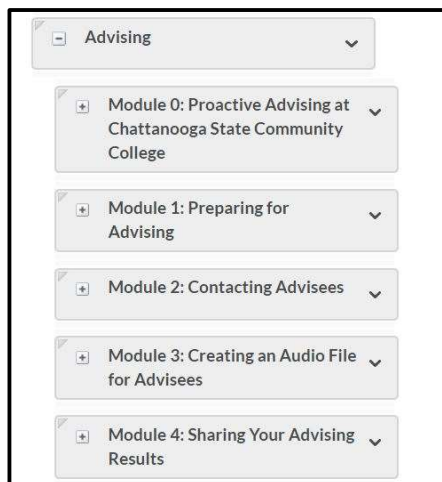 Advising
Module 0: Proactive Advising at
Chattanooga State Community
College
Module 1: Preparing for
Advising
Module 2: Contacting Advisees
Module 3: Creating an Audio File
for Advisees
Module 4: Sharing Your Advising
Results